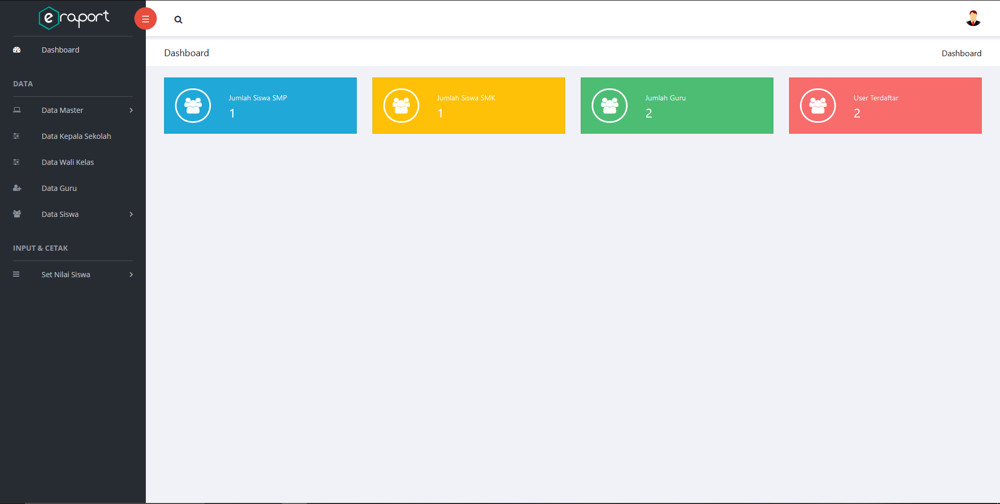 eraport
Dashboard
DATA
Data Master
Data Kepala Sekolah
Data Wali Kelas
Data Guru
Data Siswa
INPUT & CETAK
Set Nilai Siswa
Dashboard
Dashboard
Jumlah Siswa SMP
1
Jumlah Siswa SMK
1
Jumlah Guru
2
User Terdaftar
2